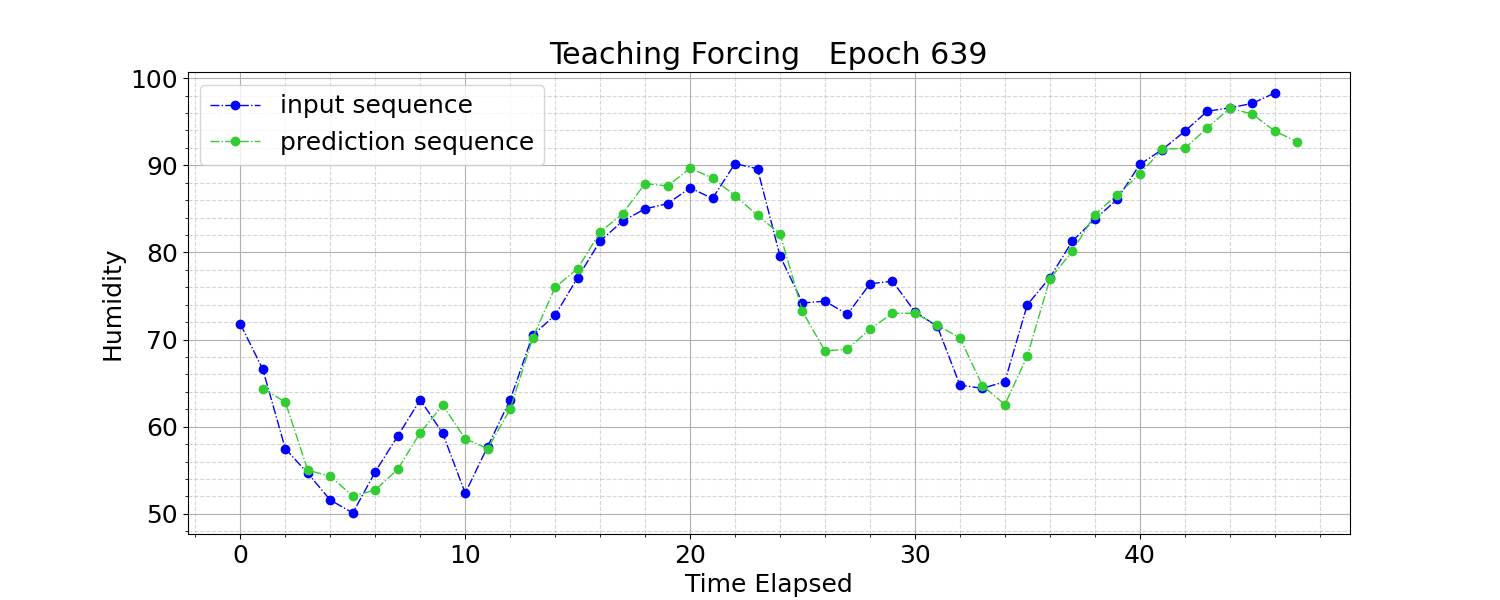 Teaching Forcing   Epoch 639
100
90
80
70
60
50
Humidity
input sequence
prediction sequence
0 10 20 30 40
Time Elapsed